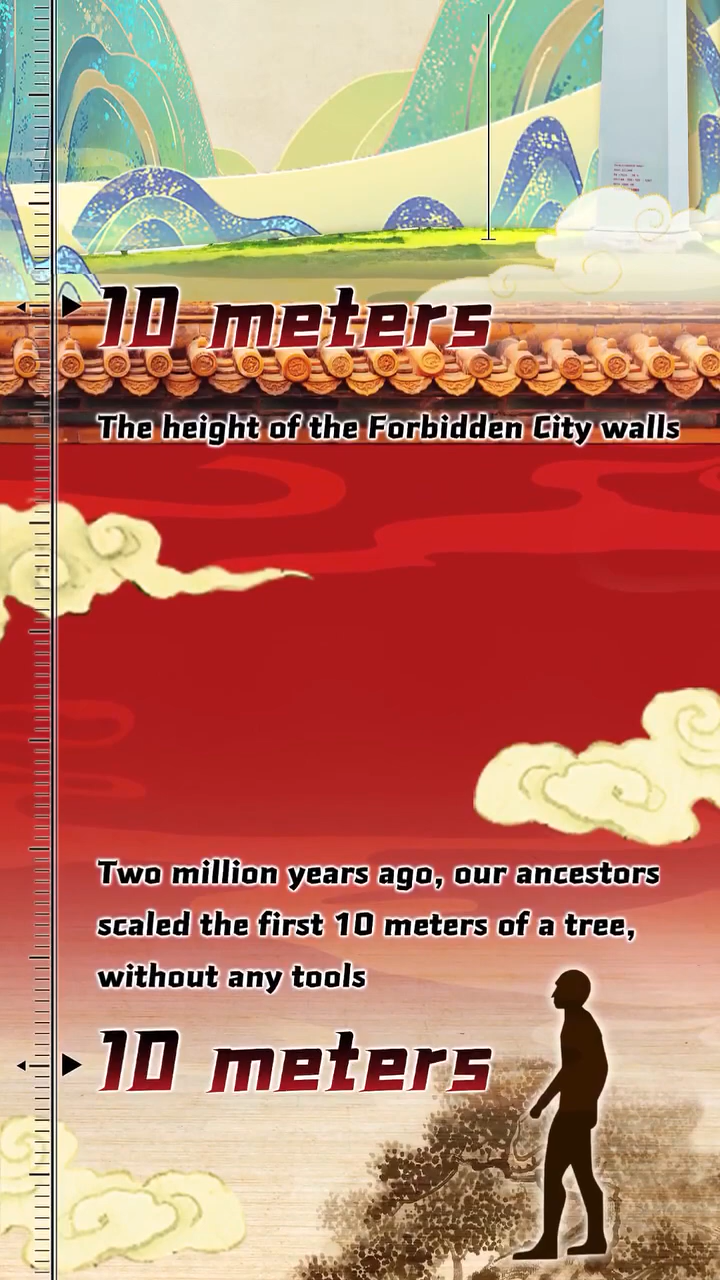 10 meters
The height of the Forbidden City walls
Two million years ago, our ancestors
scaled the first 10 meters of a tree,
without any tools
10 meters